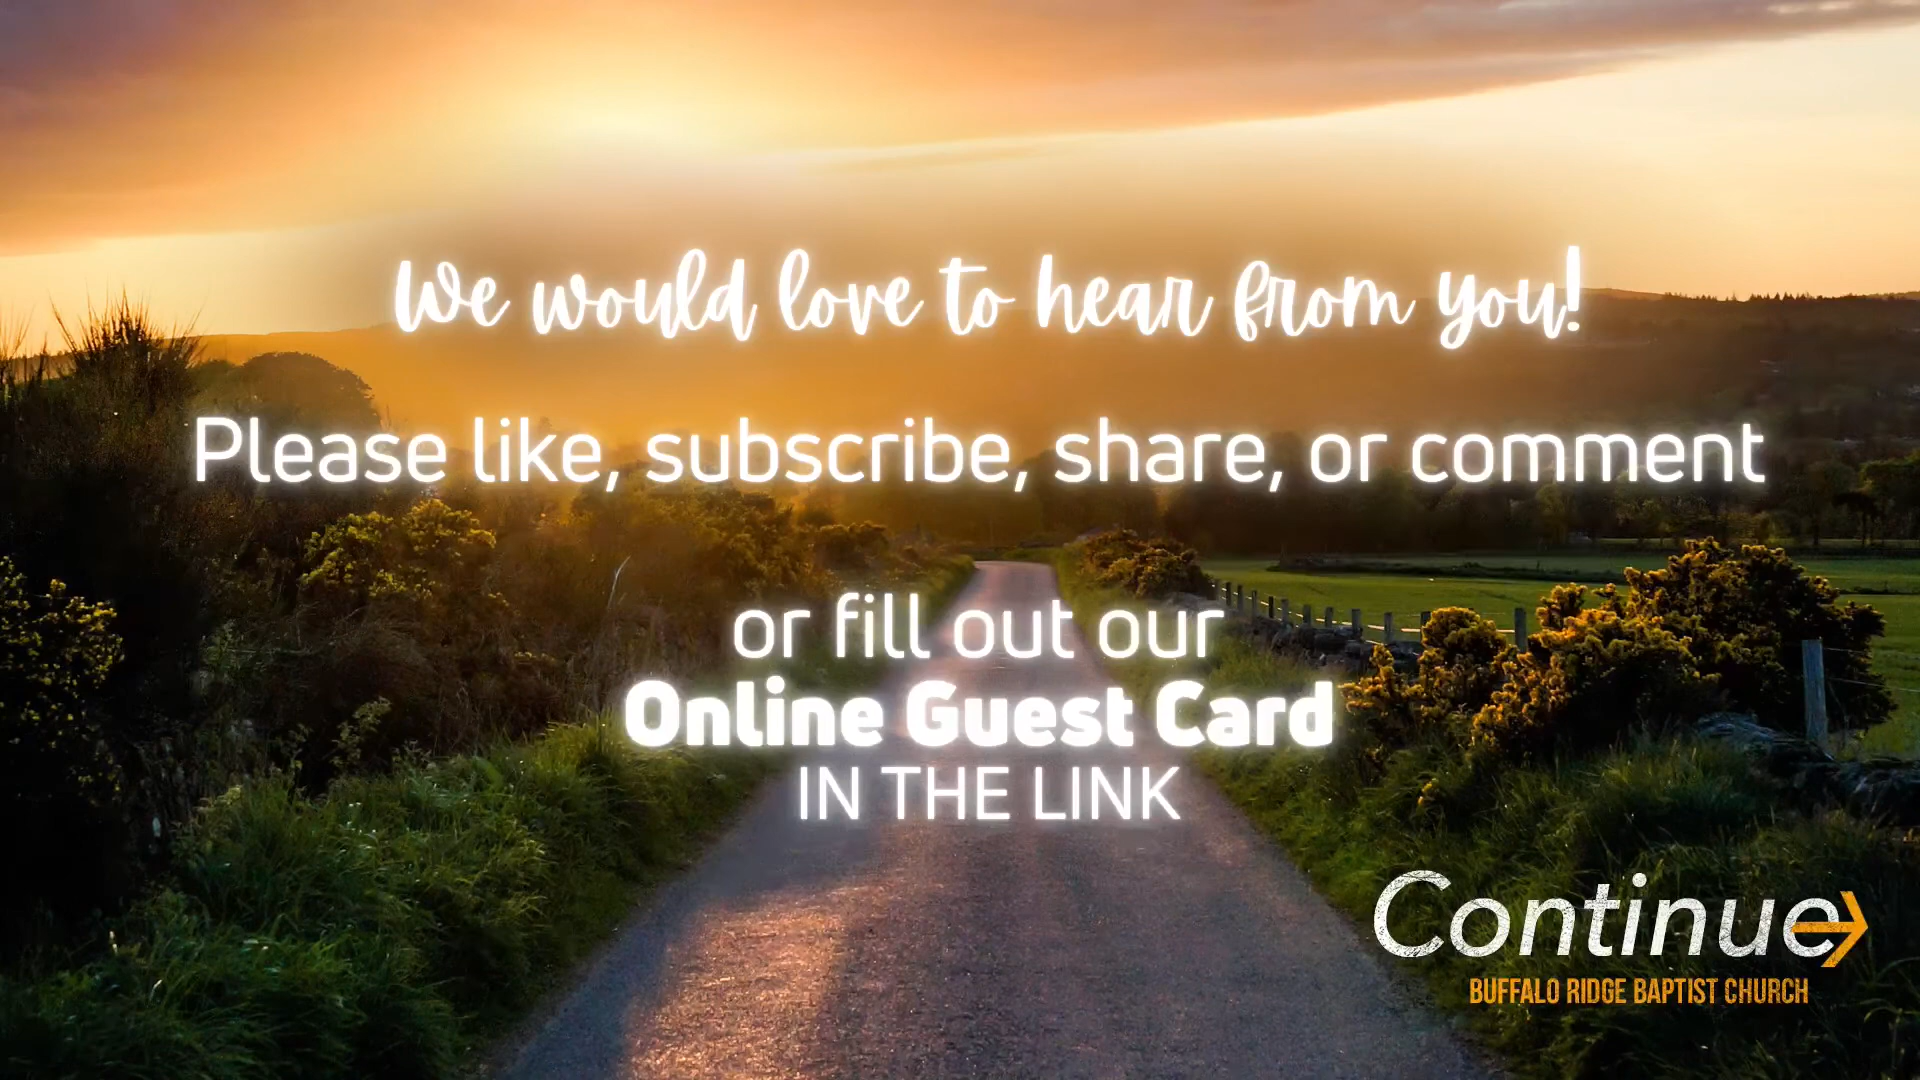 We would love to hear from you!
Please like, subscribe, share, or comment
or fill out our
Online Guest Card
IN THE LINK
Continue
BUFFALO RIDGE BAPTIST CHURCH